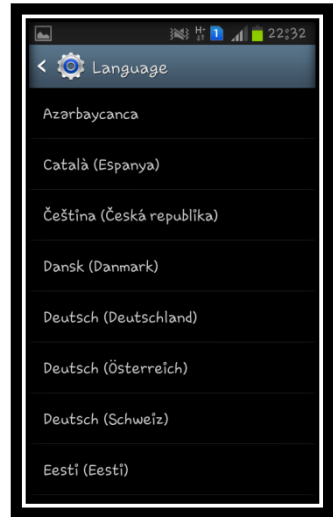 H+ 1 22:32
< Language
Azərbaycanca
Català (Espanya)
Čeština (Česká republika)
Dansk (Danmark)
Deutsch (Deutschland)
Deutsch (Österreich)
Deutsch (Schweiz)
Eesti (Eesti)